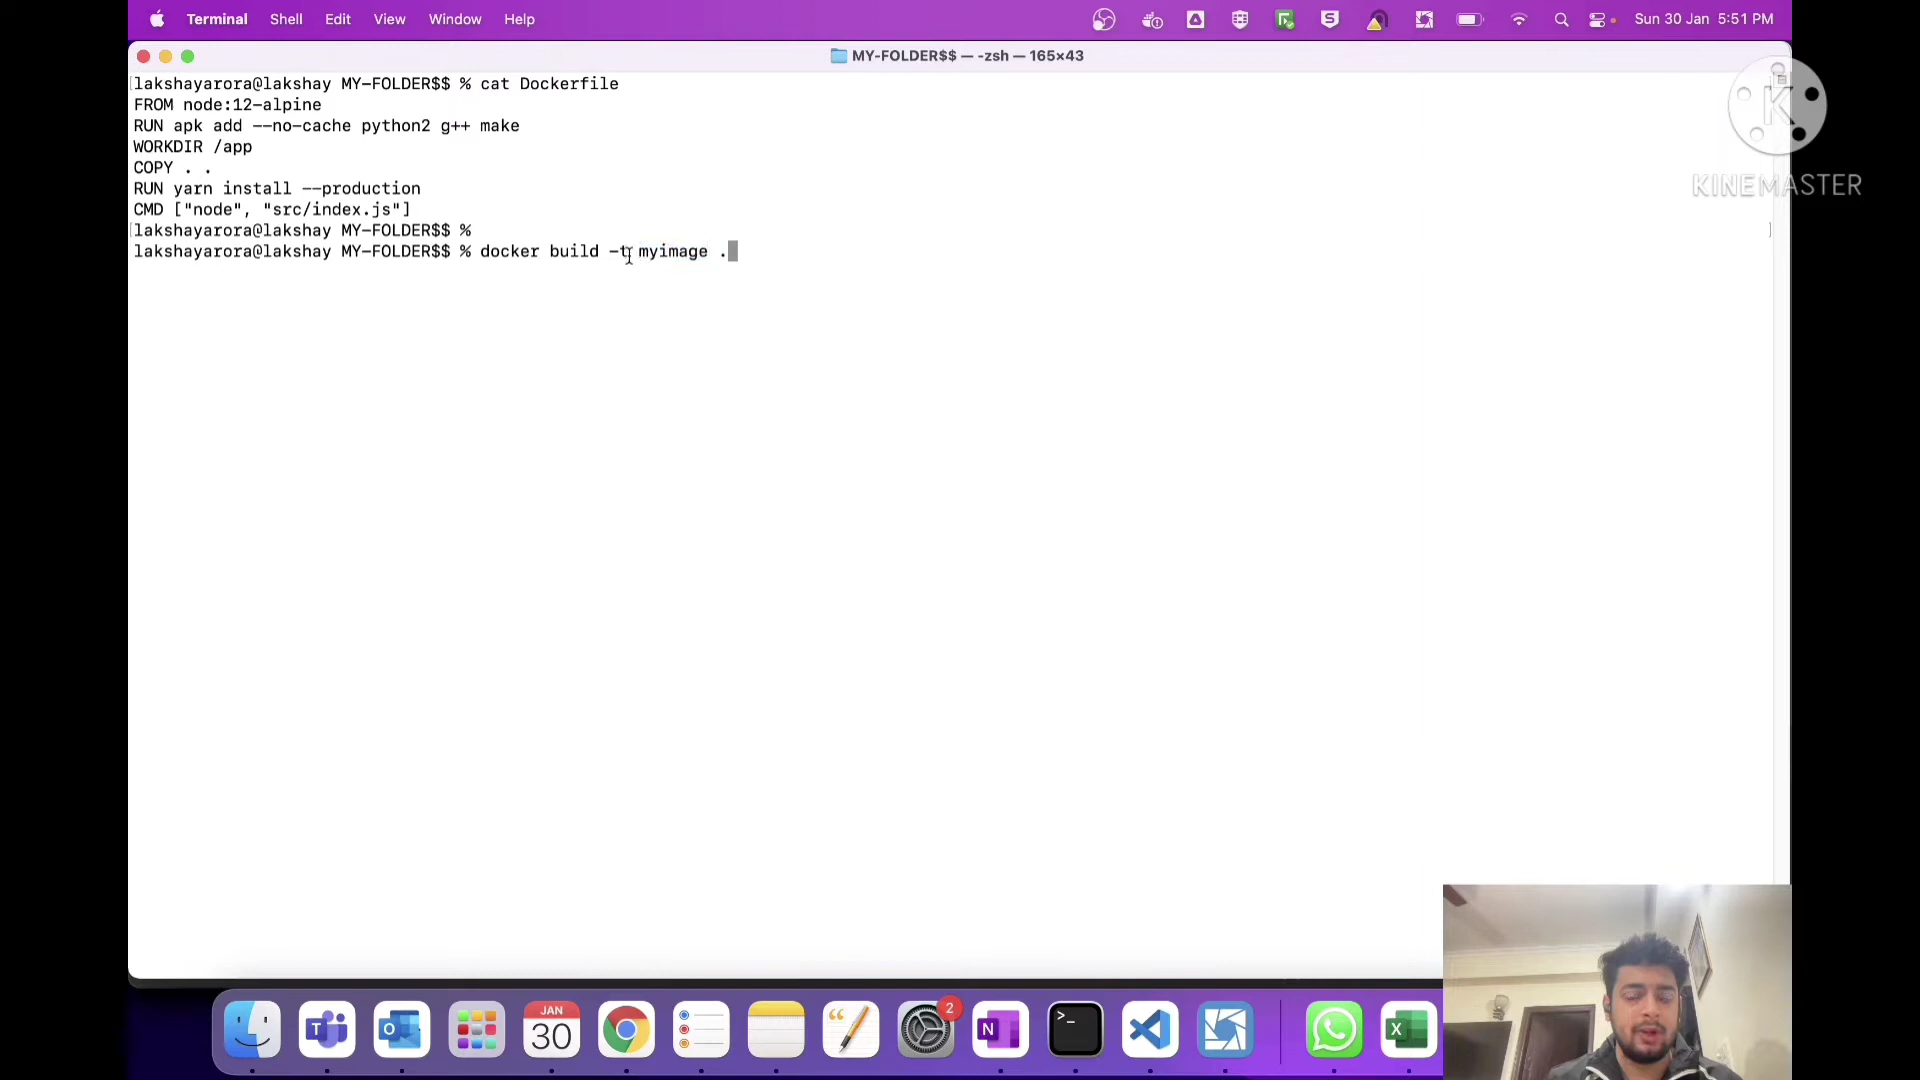 Terminal Shell Edit View Window Help Sun 30 Jan 5:51 PM
MY-FOLDER$$ — -zsh — 165×43
lakshayarora@lakshay MY-FOLDER$$ % cat Dockerfile
FROM node:12-alpine
RUN apk add --no-cache python2 g++ make
WORKDIR /app
COPY . .
RUN yarn install --production
CMD ["node", "src/index.js"]
lakshayarora@lakshay MY-FOLDER$$ %
lakshayarora@lakshay MY-FOLDER$$ % docker build -t myimage .
K
KINEMASTER
JAN
30
2